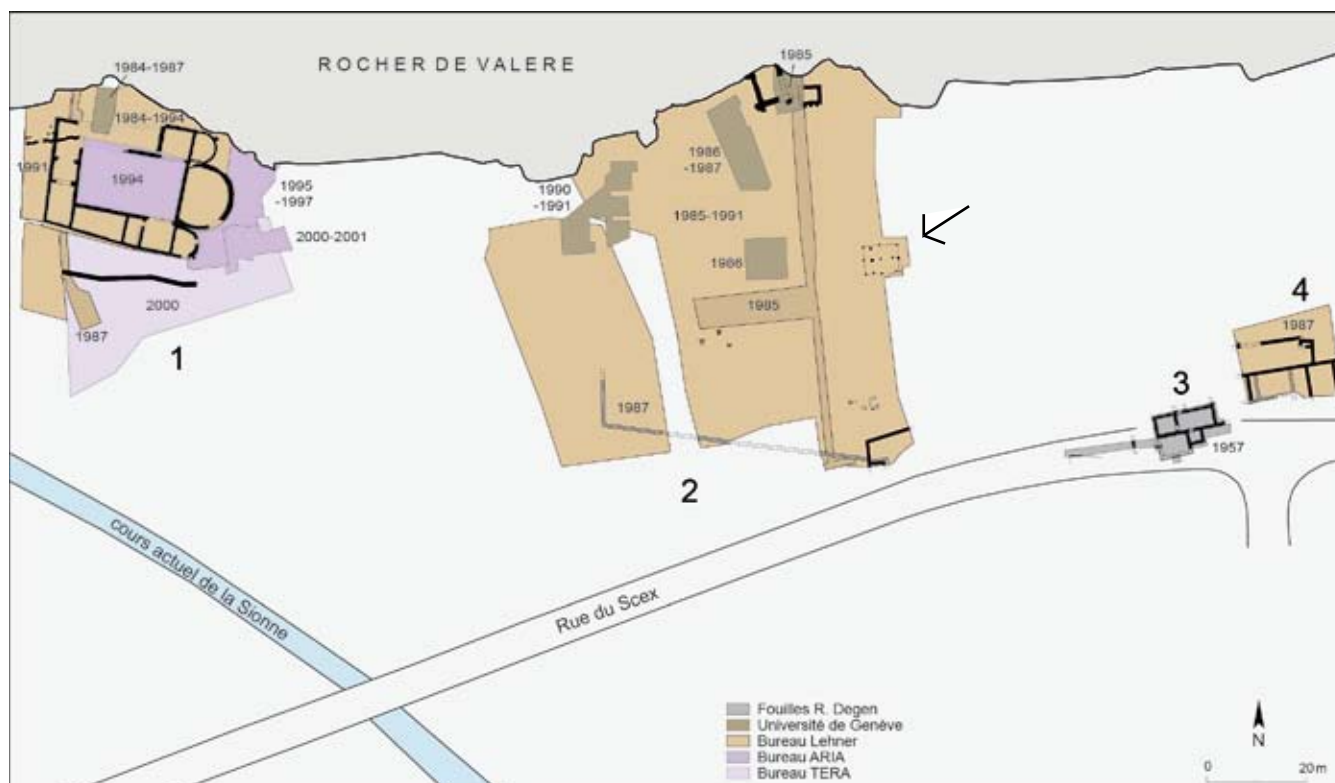 ROCHER DE VALERE
1984-1987
1984-1994
1991
1994
1995
-1997
2000-2001
2000
1987
1
1985
1986
-1987
1990
-1991
1985-1991
1986
1985
1987
2
3
1957
4
1987
cours actuel de la Sionne
Rue du Scex
Fouilles R. Degen
Université de Genève
Bureau Lehner
Bureau ARIA
Bureau TERA
N
0 20 m